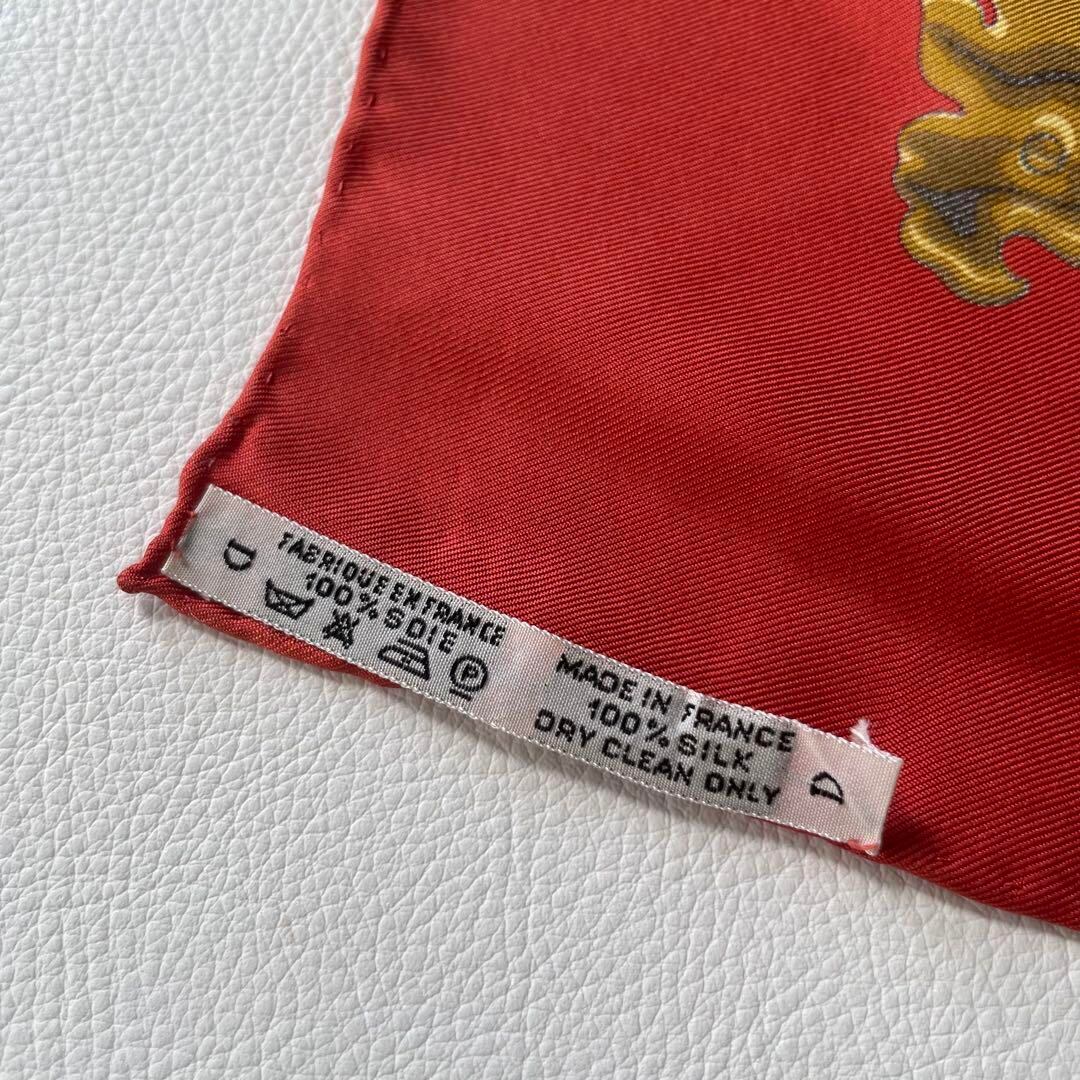 D
FABRIQUE EN FRANCE
100% SOIE
P
MADE IN FRANCE
100% SILK
DRY CLEAN ONLY
D